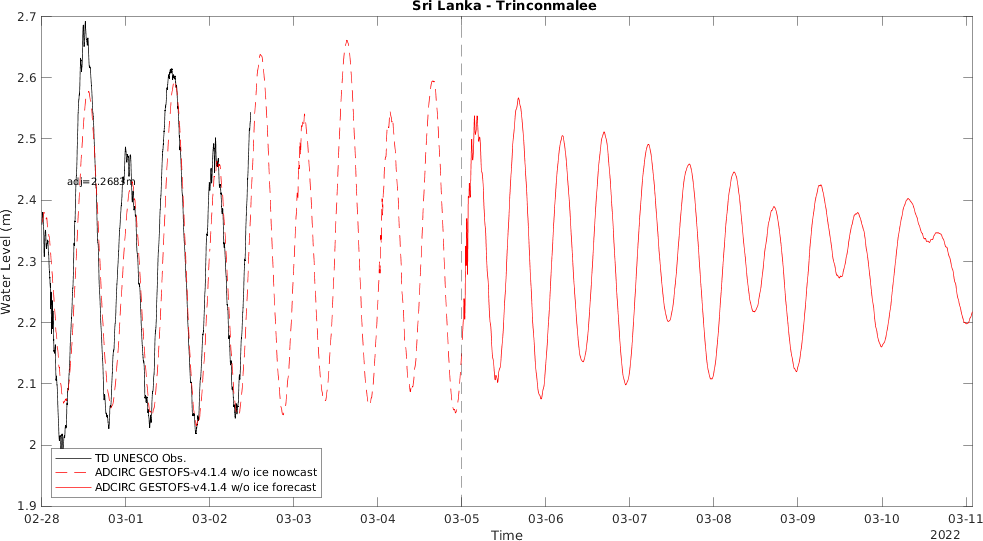 Sri Lanka - Trinconmalee
2.7
2.6
2.5
2.4
2.3
2.2
2.1
2
1.9
Water Level (m)
adj=2.2683m
TD UNESCO Obs.
ADCIRC GESTOFS-v4.1.4 w/o ice nowcast
ADCIRC GESTOFS-v4.1.4 w/o ice forecast
02-28 03-01 03-02 03-03 03-04 03-05 03-06 03-07 03-08 03-09 03-10 03-11
Time
2022